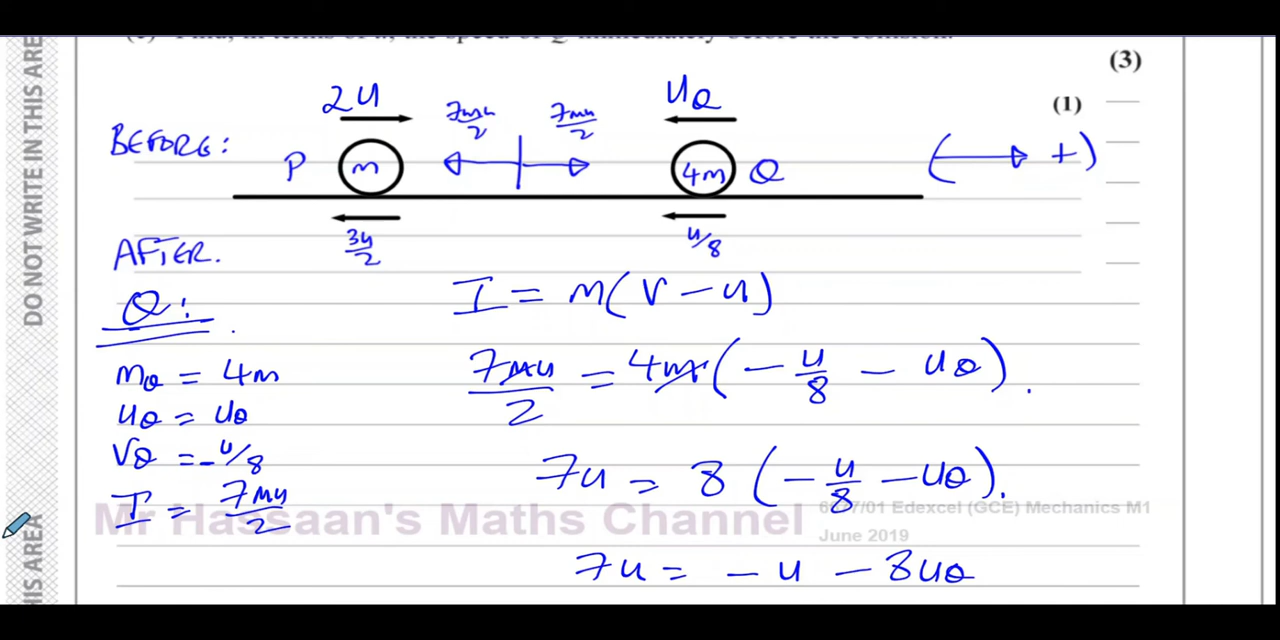 (3)
2u 7mu/2 7mu/2 uQ (1)
BEFORE: P m 4m Q ( → +)
3u/2 u/8
AFTER.
Q: I = m(v - u)
mQ = 4m 7mu/2 = 4m(-u/8 - uQ).
uQ = uQ
vQ = -u/8 7u = 8(-u/8 - uQ).
I = 7mu/2
Mr Hassaan's Maths Channel
Edexcel (GCE) Mechanics M1
June 2019
7u = -u - 8uQ
DO NOT WRITE IN THIS ARE
HIS AREA